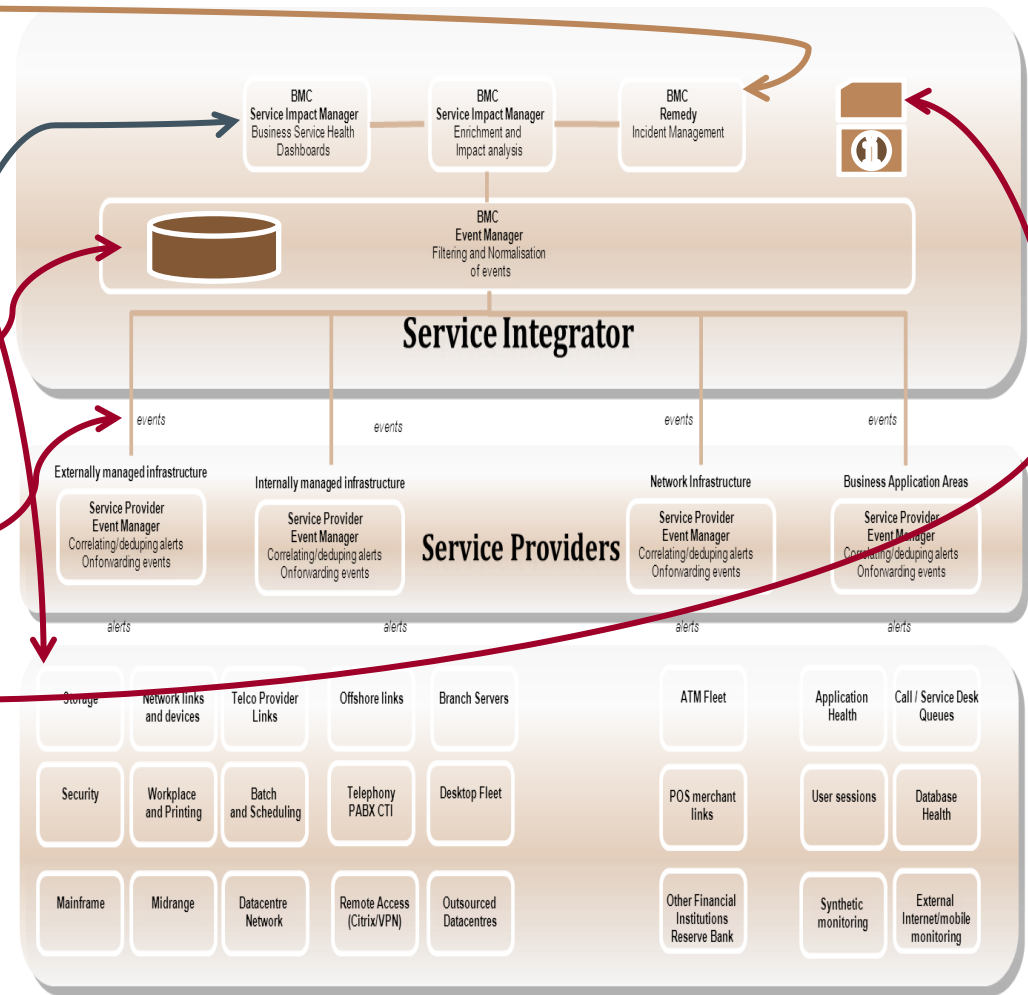 BMC
Service Impact Manager
Business Service Health
Dashboards
BMC
Service Impact Manager
Enrichment and
Impact analysis
BMC
Remedy
Incident Management
BMC
Event Manager
Filtering and Normalisation
of events
Service Integrator
events
events
events
events
Externally managed infrastructure
Service Provider
Event Manager
Correlating/deduping alerts
Onforwarding events
Internally managed infrastructure
Service Provider
Event Manager
Correlating/deduping alerts
Onforwarding events
Service Providers
Network Infrastructure
Service Provider
Event Manager
Correlating/deduping alerts
Onforwarding events
Business Application Areas
Service Provider
Event Manager
Correlating/deduping alerts
Onforwarding events
alerts
alerts
alerts
alerts
Storage
Network links
and devices
Telco Provider
Links
Offshore links
Branch Servers
ATM Fleet
Application
Health
Call / Service Desk
Queues
Security
Workplace
and Printing
Batch
and Scheduling
Telephony
PABX CTI
Desktop Fleet
POS merchant
links
User sessions
Database
Health
Mainframe
Midrange
Datacentre
Network
Remote Access
(Citrix/VPN)
Outsourced
Datacentres
Other Financial
Institutions
Reserve Bank
Synthetic
monitoring
External
Internet/mobile
monitoring